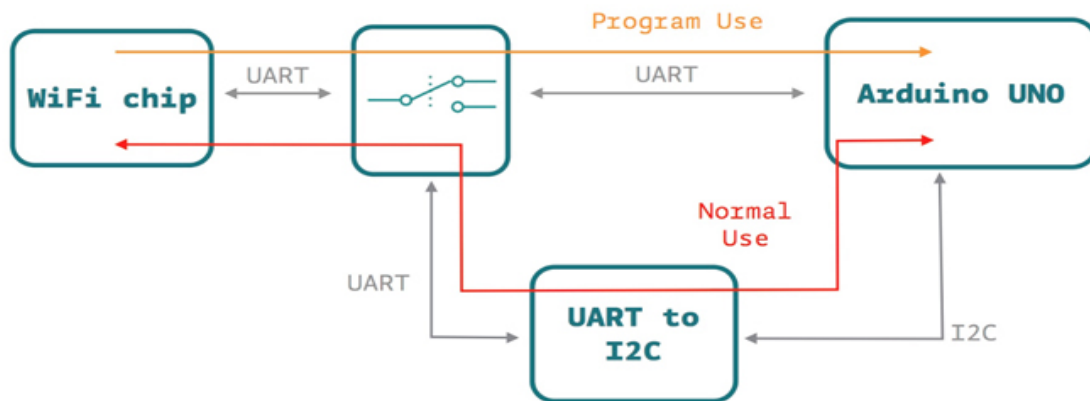 Program Use
UART
UART
WiFi chip
Arduino UNO
Normal
Use
UART
UART to
I2C
I2C